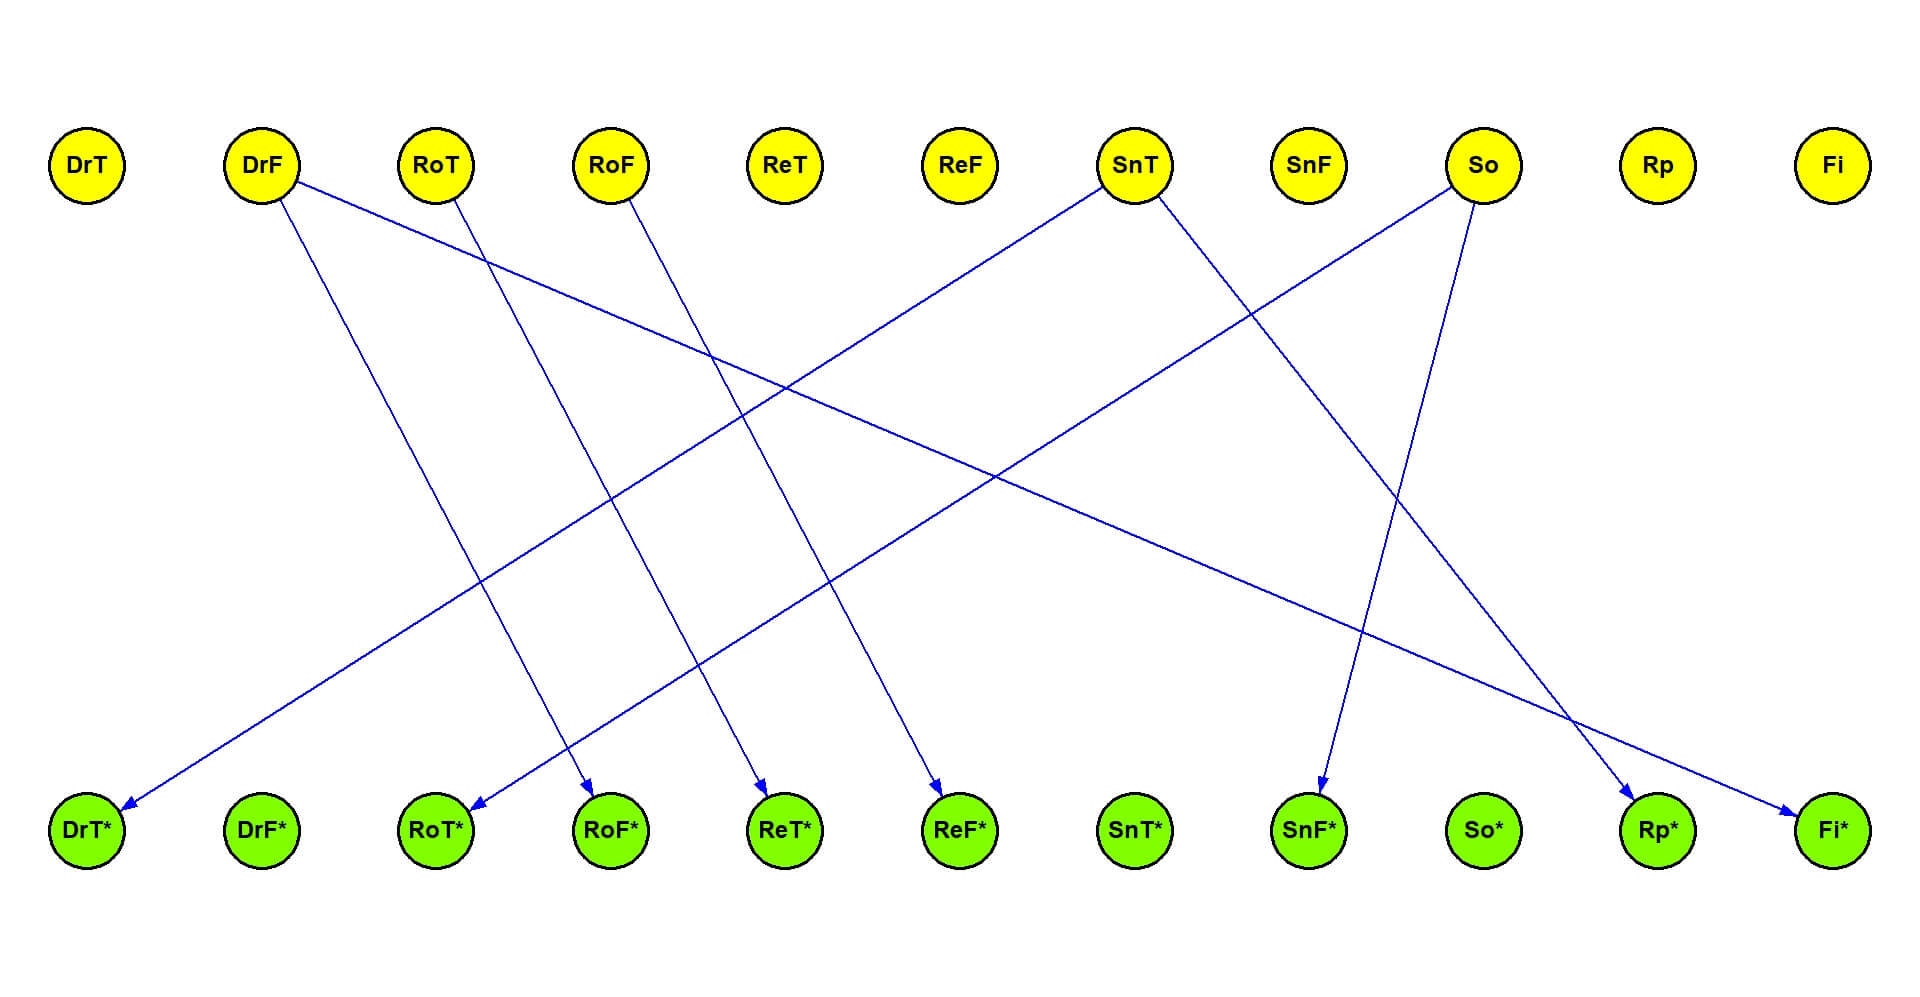 DrT DrF RoT RoF ReT ReF SnT SnF So Rp Fi
DrT* DrF* RoT* RoF* ReT* ReF* SnT* SnF* So* Rp* Fi*